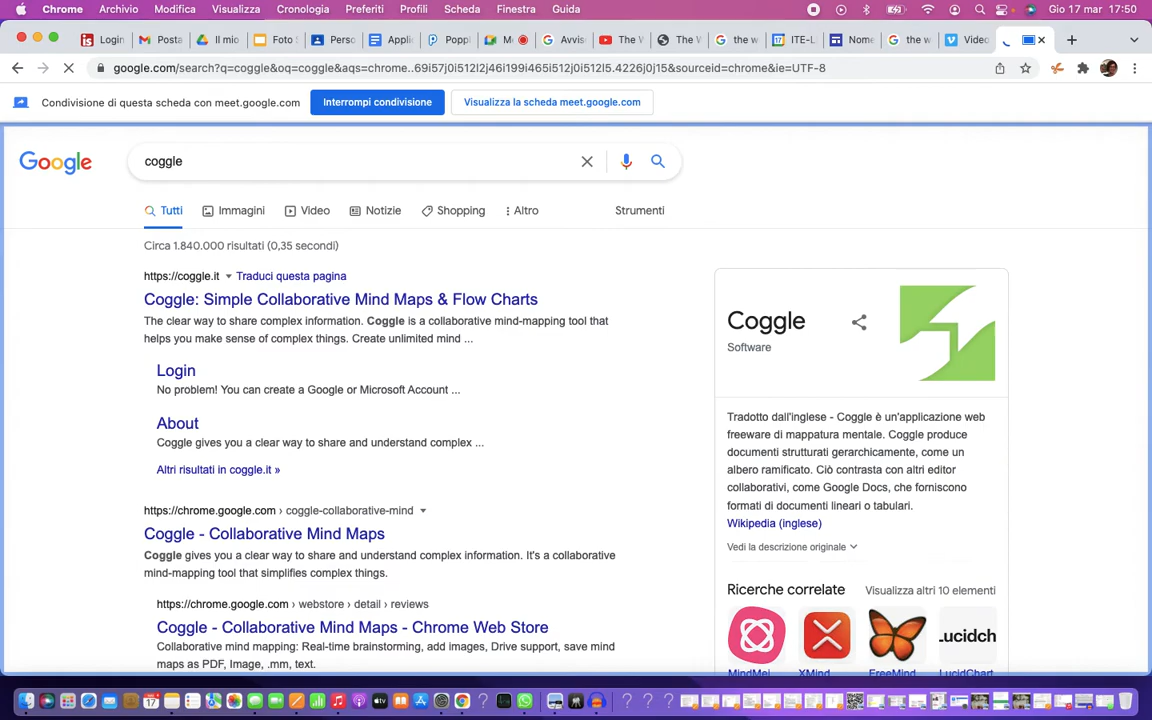 Chrome Archivio Modifica Visualizza Cronologia Preferiti Profili Scheda Finestra Guida Gio 17 mar 17:50
Login Posta Il mio Foto Perso Applic Poppl Me Avvis The V The W the w ITE-L Nome the w Video
google.com/search?q=coggle&oq=coggle&aqs=chrome..69i57j0i512l2j46i199i465i512j0i512l5.4226j0j15&sourceid=chrome&ie=UTF-8
Condivisione di questa scheda con meet.google.com Interrompi condivisione Visualizza la scheda meet.google.com
Google coggle
Tutti Immagini Video Notizie Shopping Altro Strumenti
Circa 1.840.000 risultati (0,35 secondi)
https://coggle.it Traduci questa pagina
Coggle: Simple Collaborative Mind Maps & Flow Charts
The clear way to share complex information. Coggle is a collaborative mind-mapping tool that
helps you make sense of complex things. Create unlimited mind ...
Login
No problem! You can create a Google or Microsoft Account ...
About
Coggle gives you a clear way to share and understand complex ...
Altri risultati in coggle.it »
https://chrome.google.com › coggle-collaborative-mind
Coggle - Collaborative Mind Maps
Coggle gives you a clear way to share and understand complex information. It's a collaborative
mind-mapping tool that simplifies complex things.
https://chrome.google.com › webstore › detail › reviews
Coggle - Collaborative Mind Maps - Chrome Web Store
Collaborative mind mapping: Real-time brainstorming, add images, Drive support, save mind
maps as PDF, Image, .mm, text.
Coggle
Software
Tradotto dall'inglese - Coggle è un'applicazione web
freeware di mappatura mentale. Coggle produce
documenti strutturati gerarchicamente, come un
albero ramificato. Ciò contrasta con altri editor
collaborativi, come Google Docs, che forniscono
formati di documenti lineari o tabulari.
Wikipedia (inglese)
Vedi la descrizione originale
Ricerche correlate Visualizza altri 10 elementi
Lucidch
MindMei XMind FreeMind LucidChart